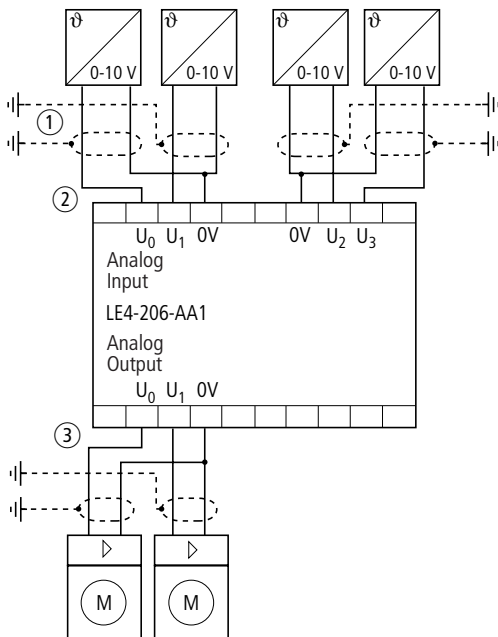 ϑ ϑ ϑ ϑ
0-10 V 0-10 V 0-10 V 0-10 V
①
②
U₀ U₁ 0V 0V U₂ U₃
Analog
Input
LE4-206-AA1
Analog
Output
U₀ U₁ 0V
③
M M